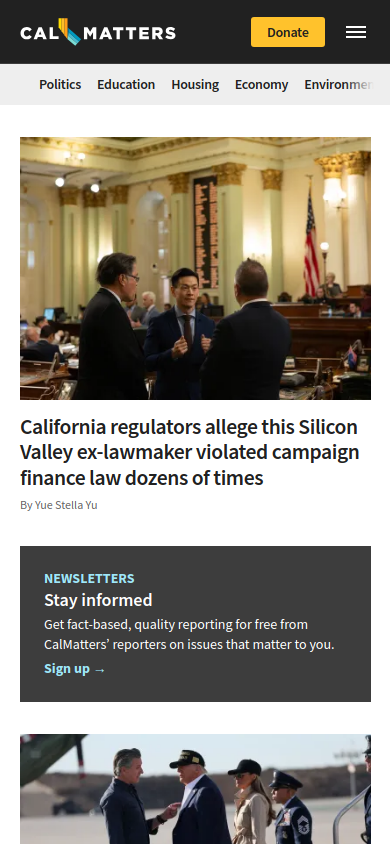 CAL MATTERS
Donate
Politics Education Housing Economy Environmen
California regulators allege this Silicon
Valley ex-lawmaker violated campaign
finance law dozens of times
By Yue Stella Yu
NEWSLETTERS
Stay informed
Get fact-based, quality reporting for free from
CalMatters’ reporters on issues that matter to you.
Sign up →